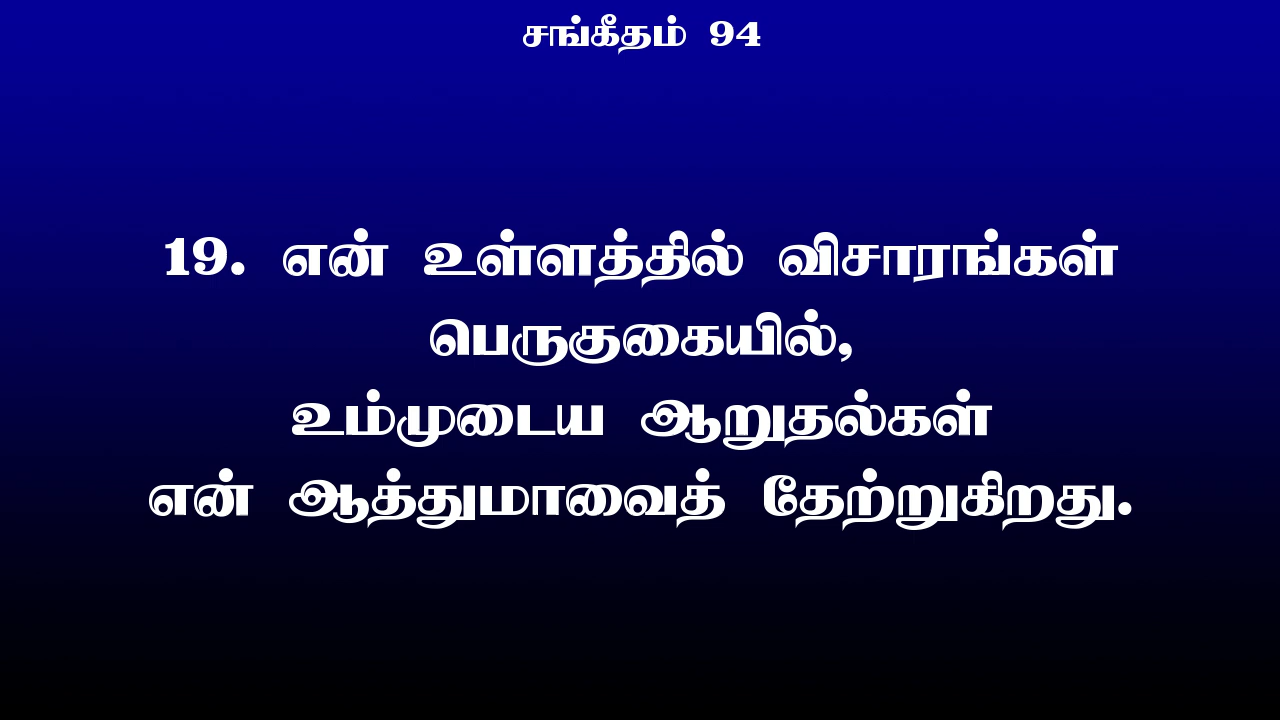 சங்கீதம் 94
19. என் உள்ளத்தில் விசாரங்கள்
பெருகுகையில்,
உம்முடைய ஆறுதல்கள்
என் ஆத்துமாவைத் தேற்றுகிறது.